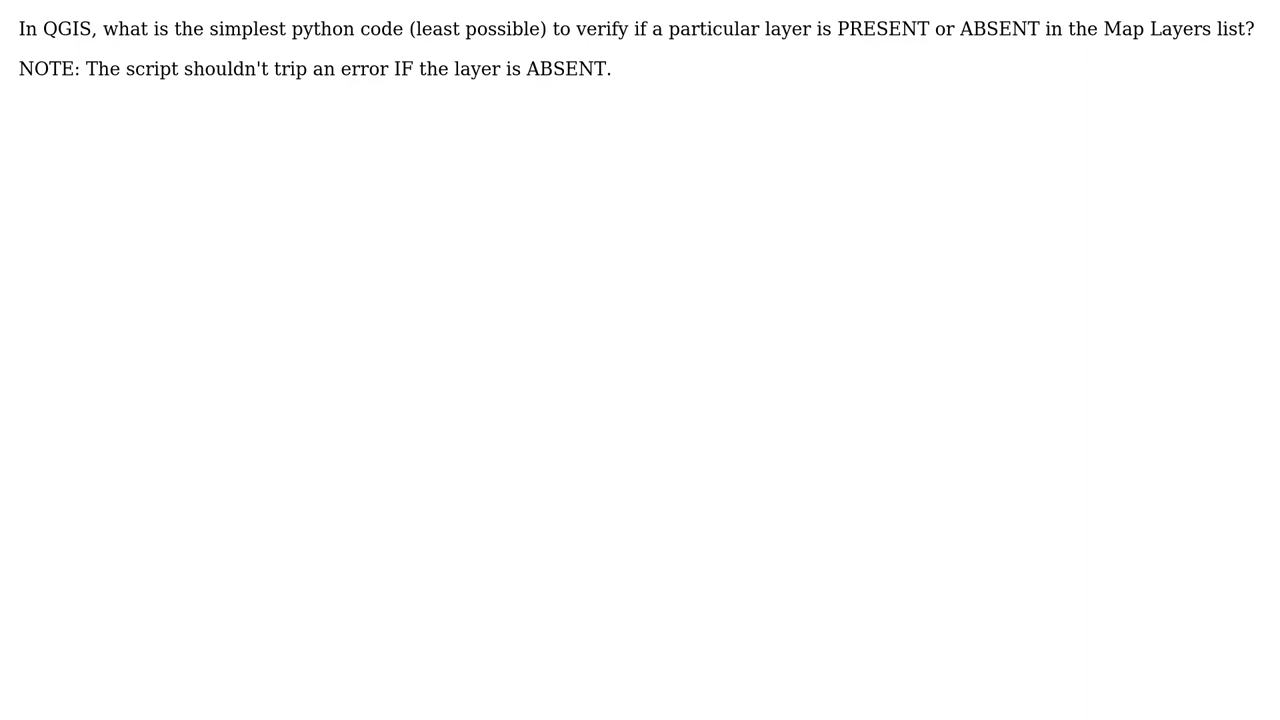 In QGIS, what is the simplest python code (least possible) to verify if a particular layer is PRESENT or ABSENT in the Map Layers list?
NOTE: The script shouldn't trip an error IF the layer is ABSENT.